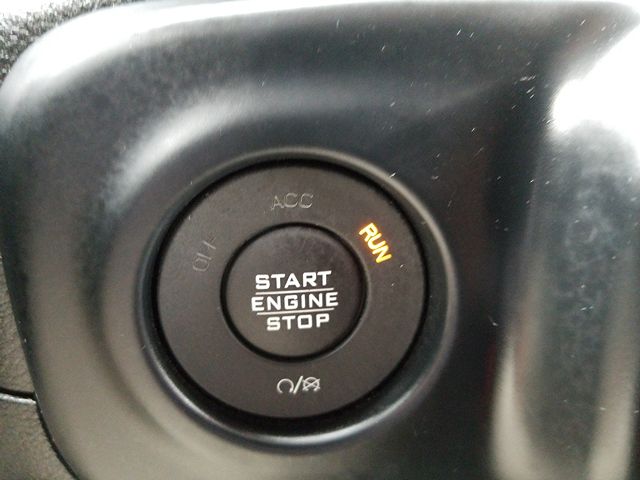 ACC
OFF
RUN
START
ENGINE
STOP